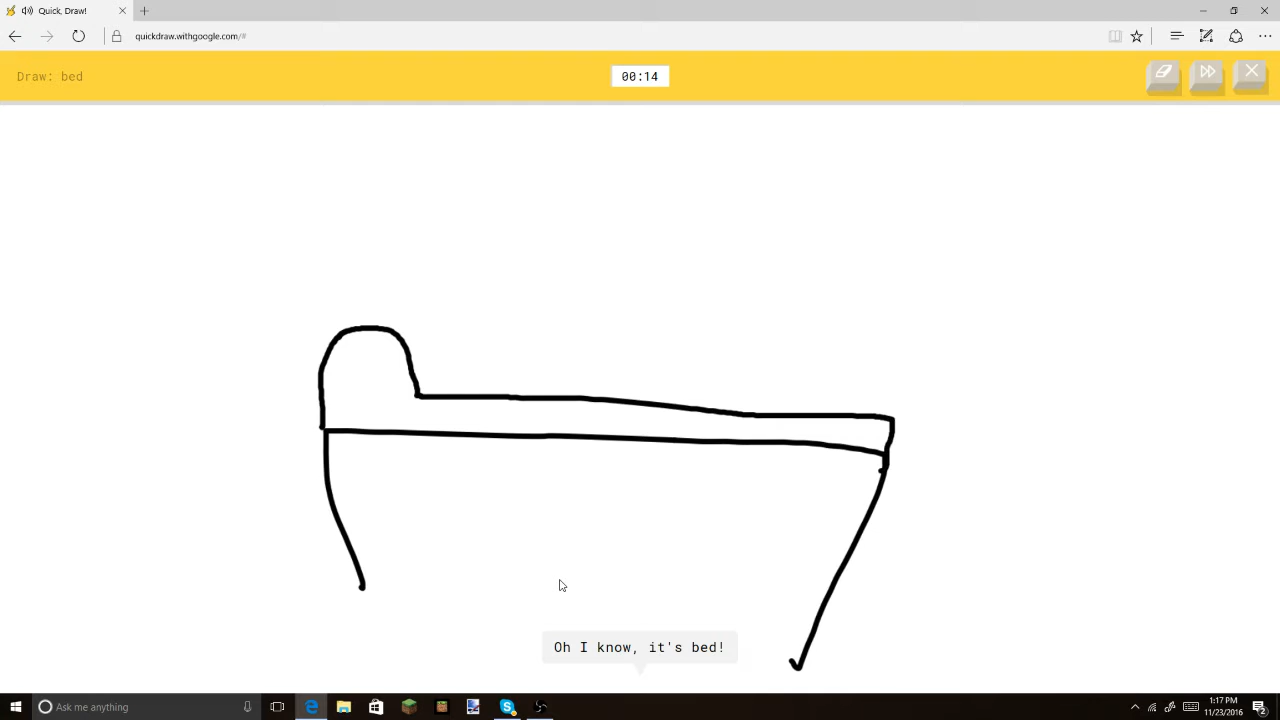 Quick, Draw!
quickdraw.withgoogle.com/#
Draw: bed
00:14
Oh I know, it's bed!
Ask me anything
1:17 PM
11/23/2016
2